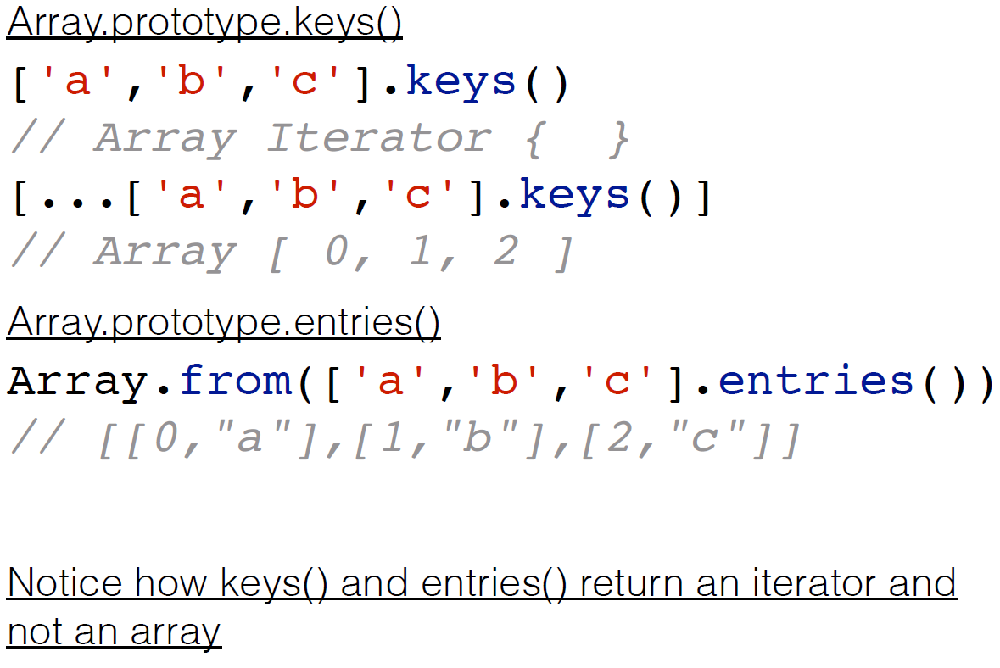 Array.prototype.keys()
['a','b','c'].keys()
// Array Iterator {  }
[...['a','b','c'].keys()]
// Array [ 0, 1, 2 ]
Array.prototype.entries()
Array.from(['a','b','c'].entries())
// [[0,"a"],[1,"b"],[2,"c"]]
Notice how keys() and entries() return an iterator and
not an array